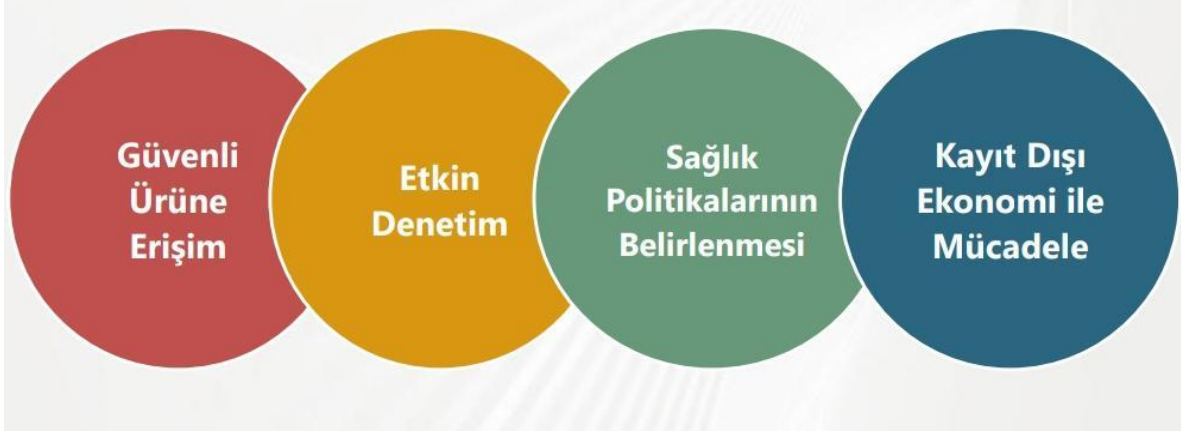 Güvenli
Ürüne
Erişim
Etkin
Denetim
Sağlık
Politikalarının
Belirlenmesi
Kayıt Dışı
Ekonomi ile
Mücadele